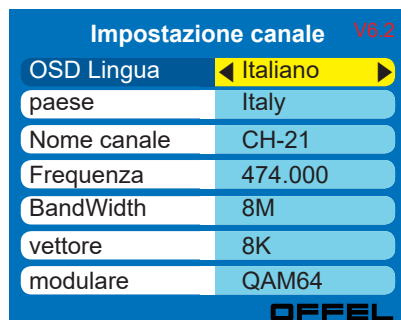 Impostazione canale V6.2
OSD Lingua Italiano
paese Italy
Nome canale CH-21
Frequenza 474.000
BandWidth 8M
vettore 8K
modulare QAM64
OFFEL